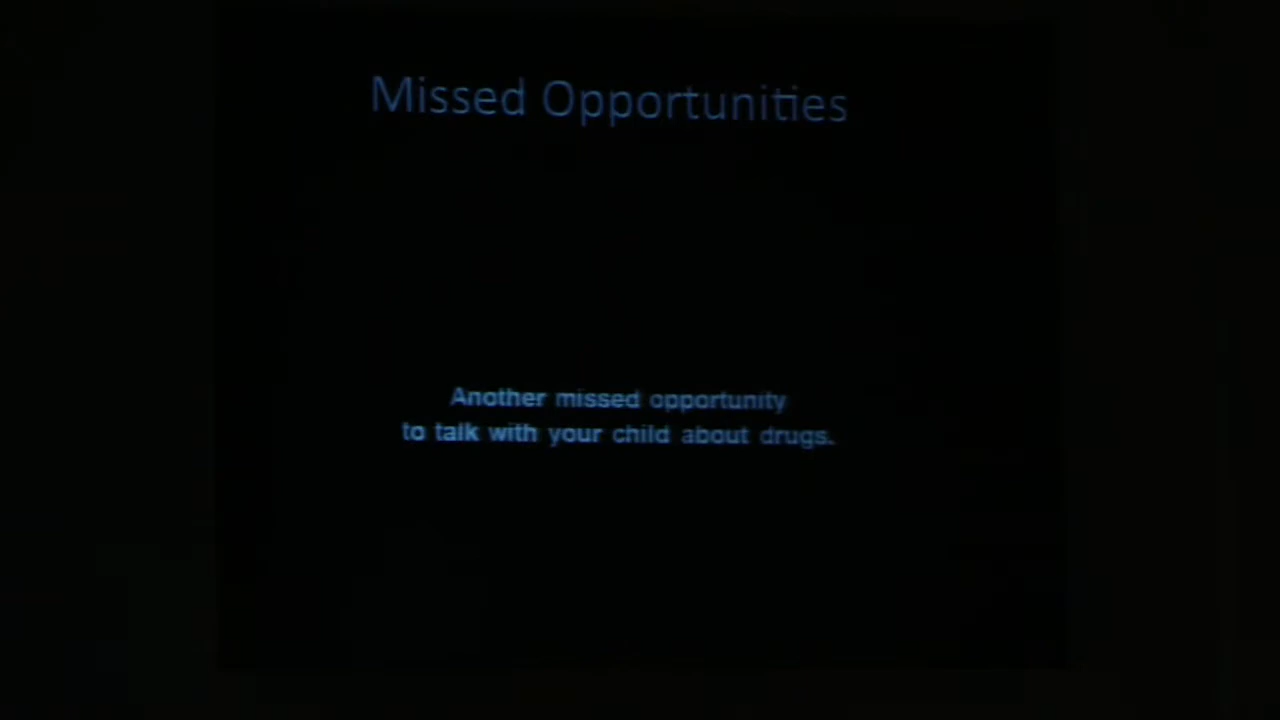 Missed Opportunities
Another missed opportunity
to talk with your child about drugs.